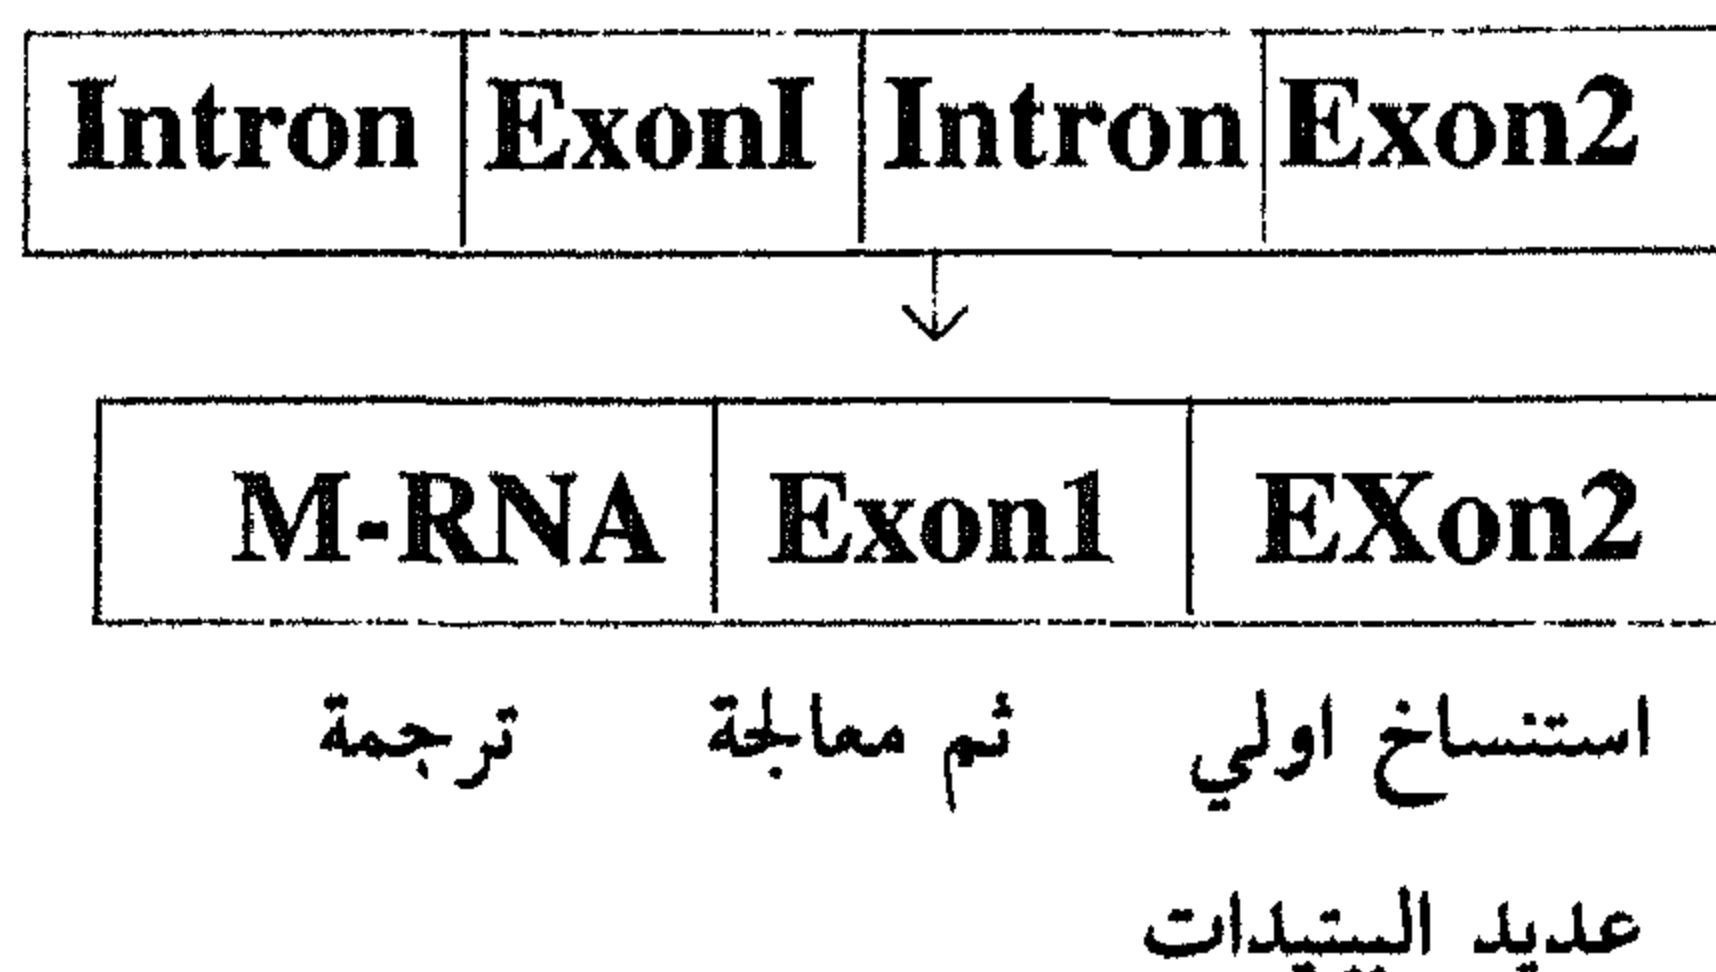 Intron ExonI Intron Exon2
M-RNA Exon1 EXon2
استنساخ اولي ثم معالجة ترجمة
عديد الببتيدات